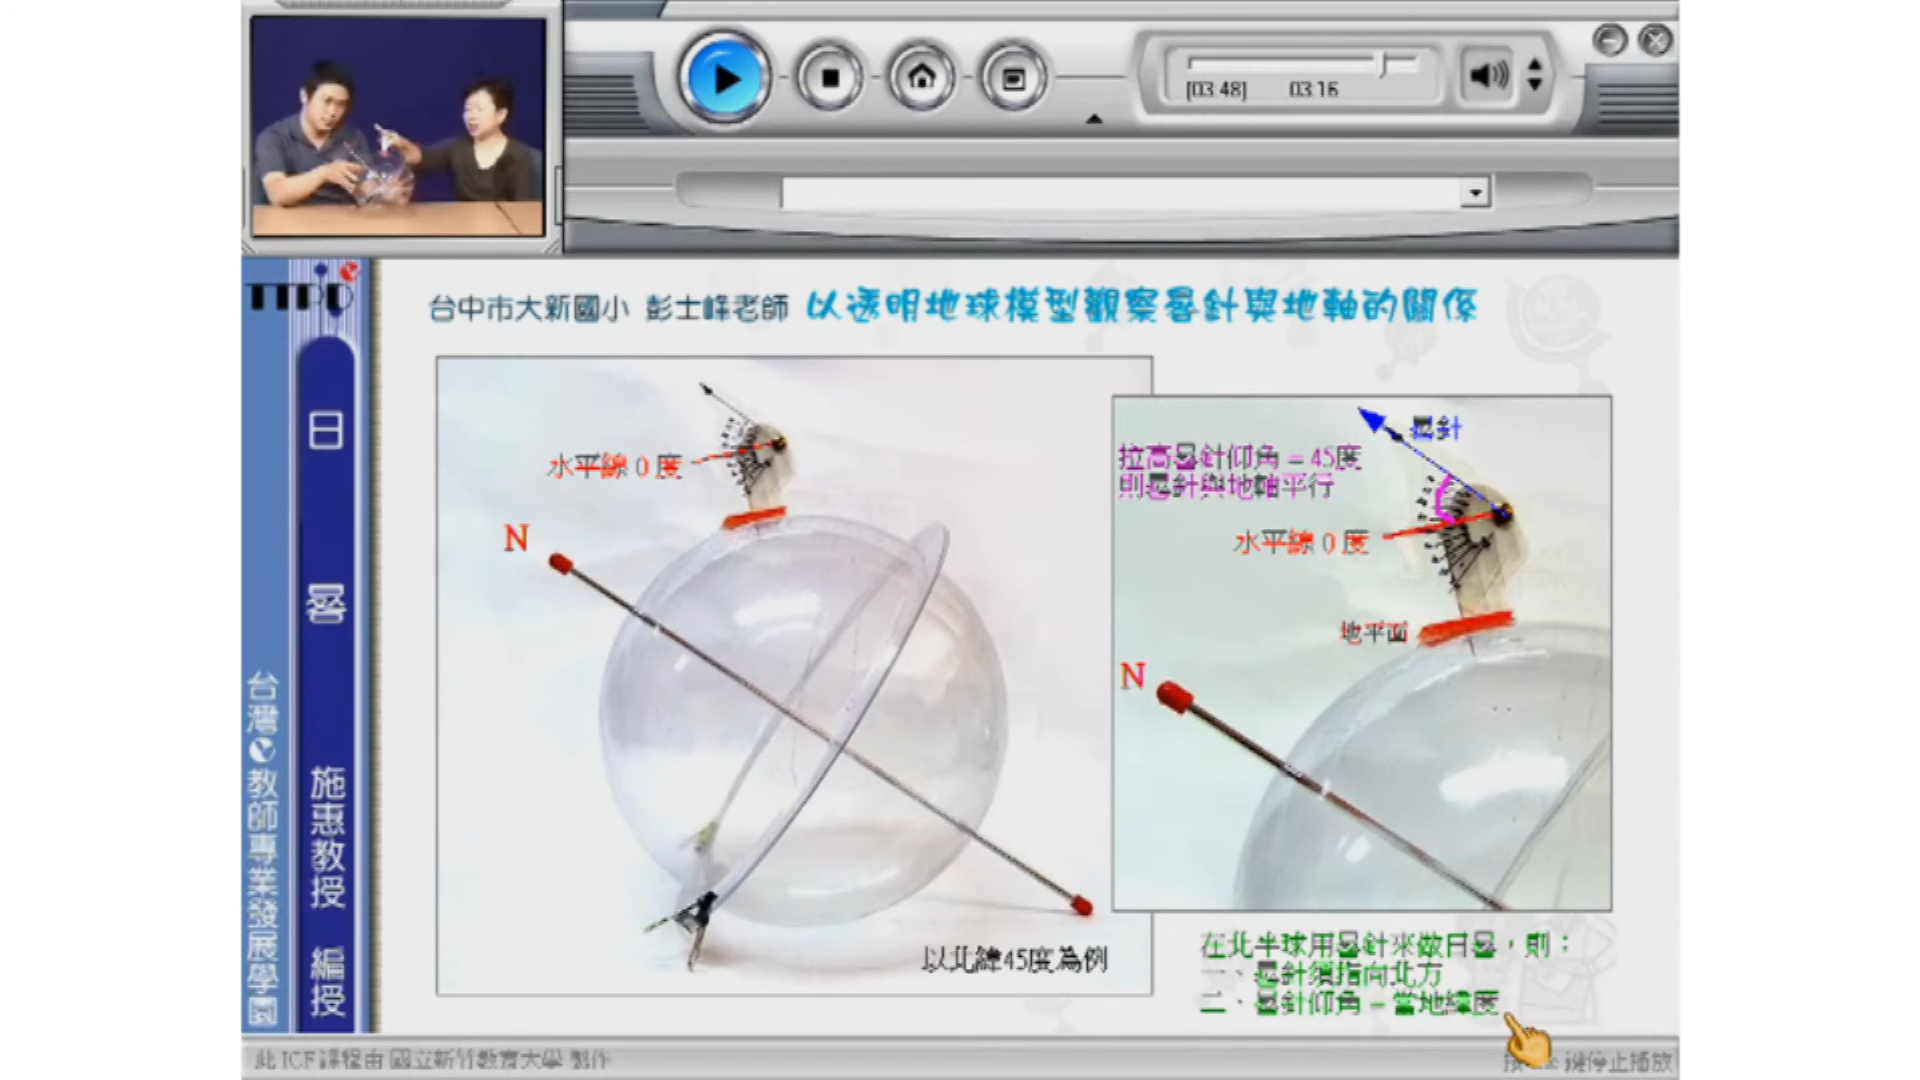 [03 48] 03 16
TTPD
台中市大新國小 彭士峰老師 以透明地球模型觀察晷針與地軸的關係
日晷
施惠教授 編授
台灣教師專業發展學園
水平線 0 度
N
以北緯45度為例
晷針
拉高晷針仰角 = 45度
則晷針與地軸平行
水平線 0 度
地平面
N
在北半球用晷針來做日晷，則：
一、晷針須指向北方
二、晷針仰角 = 當地緯度
此 ICF 課程由 國立新竹教育大學 製作
鍵停止播放